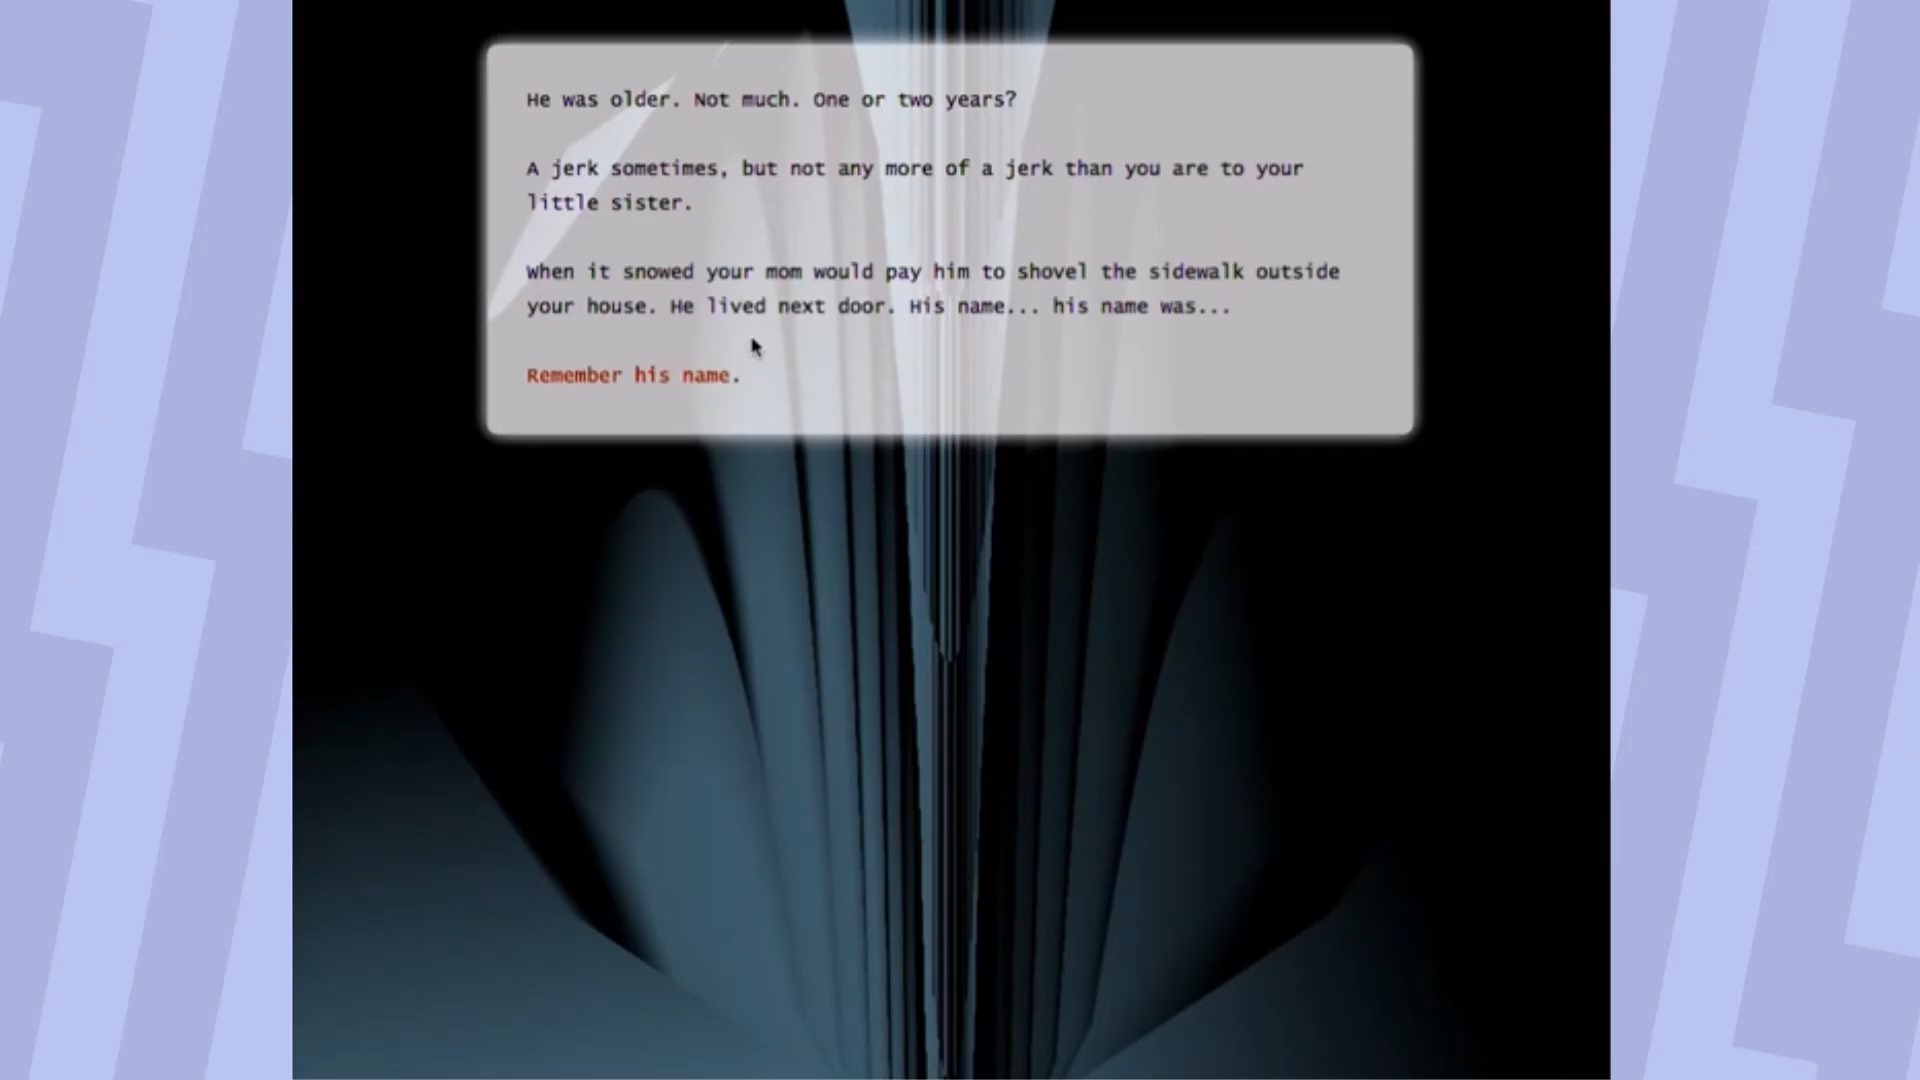 He was older. Not much. One or two years?
A jerk sometimes, but not any more of a jerk than you are to your
little sister.
When it snowed your mom would pay him to shovel the sidewalk outside
your house. He lived next door. His name... his name was...
Remember his name.